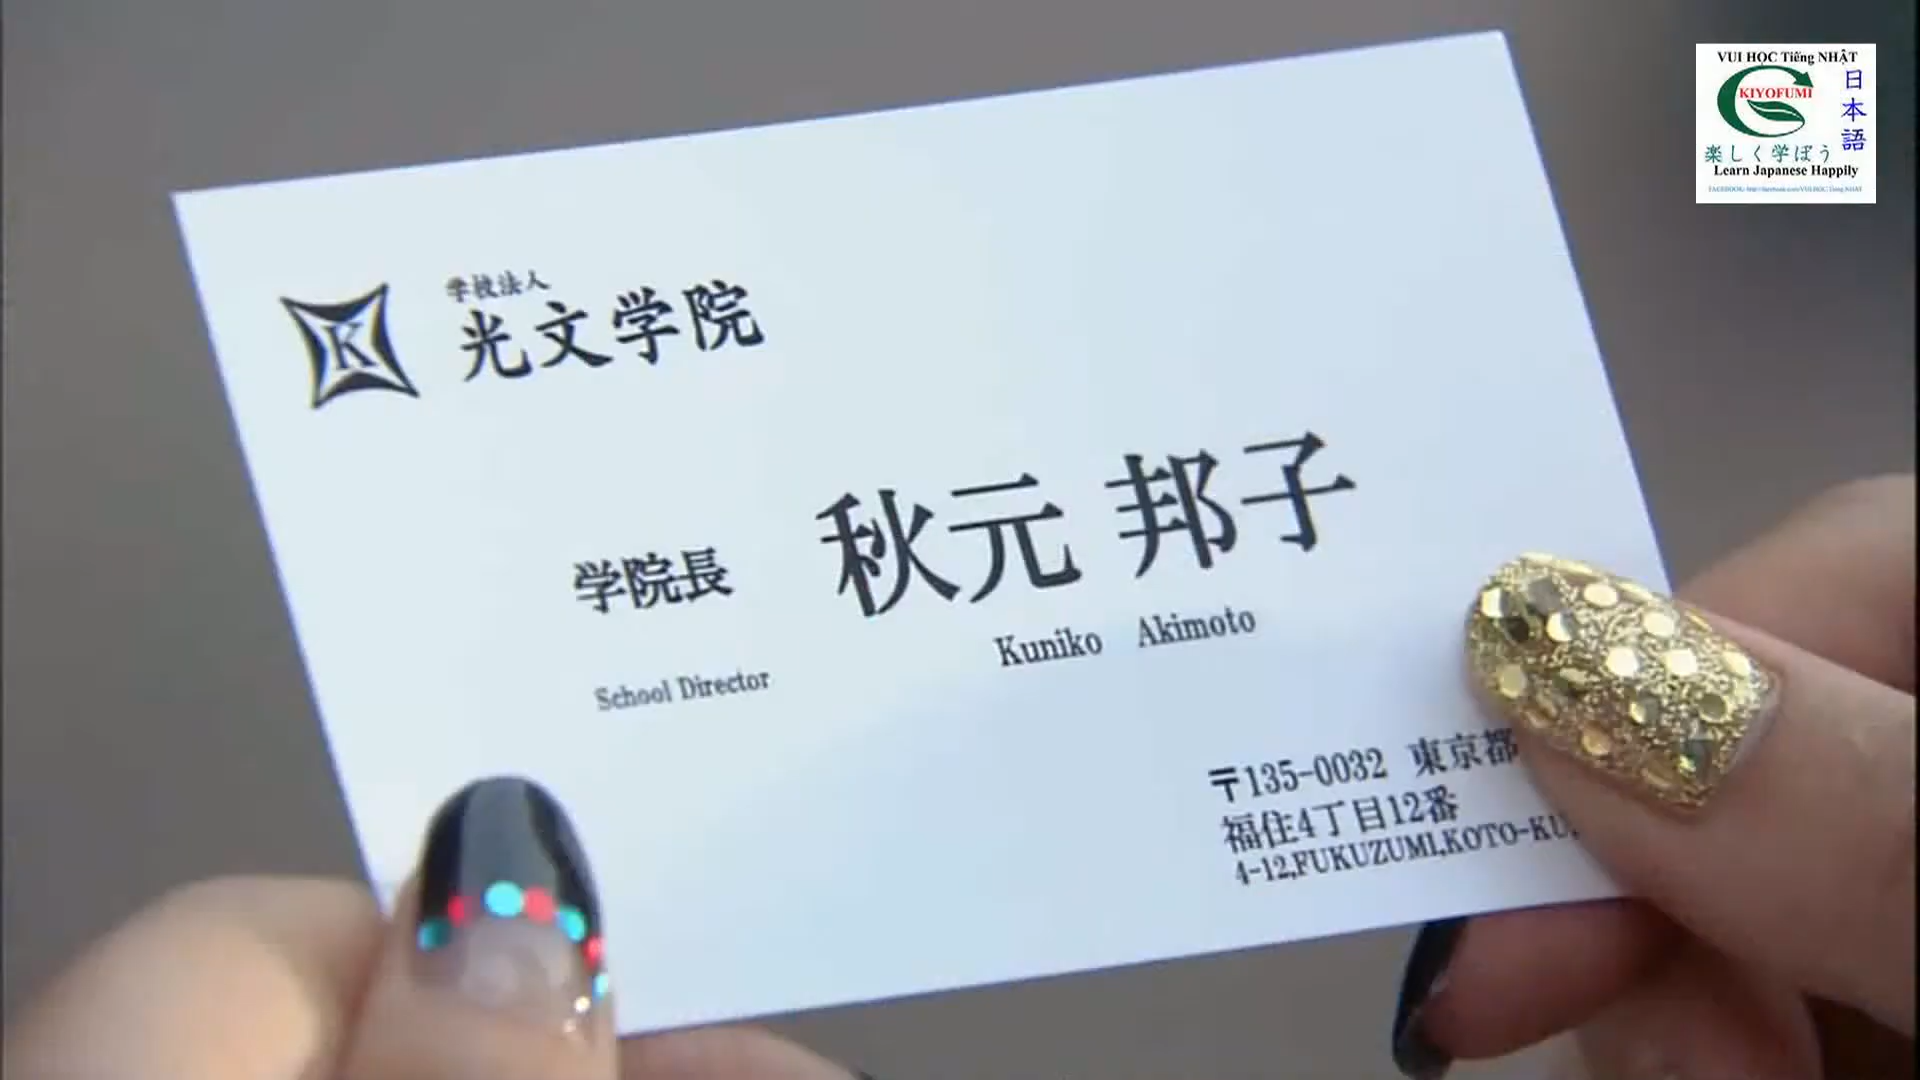 学校法人
光文学院
K
学院長 秋元 邦子
School Director Kuniko Akimoto
〒135-0032 東京都
福住4丁目12番
4-12,FUKUZUMI,KOTO-KU,
VUI HỌC Tiếng NHẬT
KIYOFUMI
日本語
楽しく学ぼう
Learn Japanese Happily